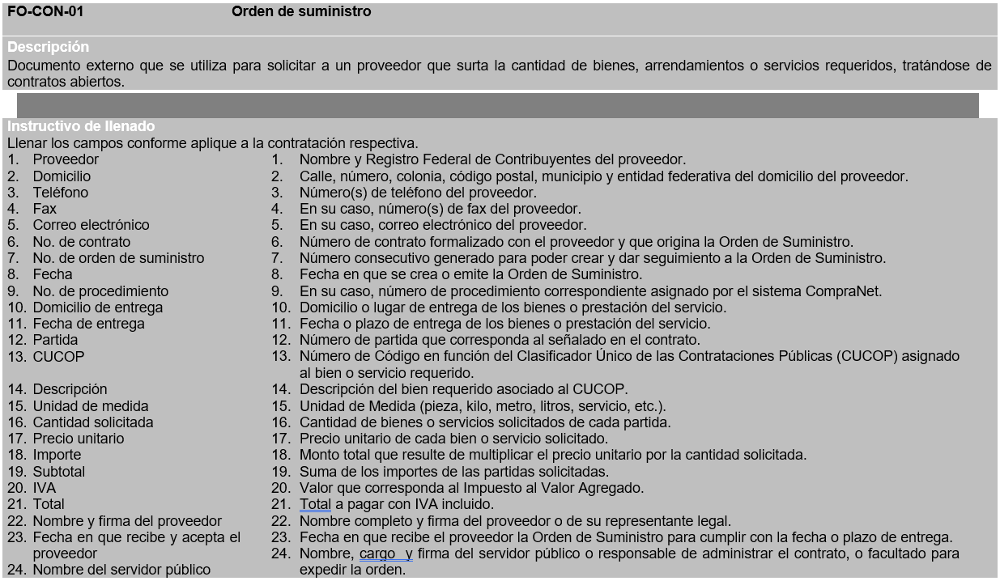 FO-CON-01 Orden de suministro
Descripción
Documento externo que se utiliza para solicitar a un proveedor que surta la cantidad de bienes, arrendamientos o servicios requeridos, tratándose de
contratos abiertos.
Instructivo de llenado
Llenar los campos conforme aplique a la contratación respectiva.
1. Proveedor 1. Nombre y Registro Federal de Contribuyentes del proveedor.
2. Domicilio 2. Calle, número, colonia, código postal, municipio y entidad federativa del domicilio del proveedor.
3. Teléfono 3. Número(s) de teléfono del proveedor.
4. Fax 4. En su caso, número(s) de fax del proveedor.
5. Correo electrónico 5. En su caso, correo electrónico del proveedor.
6. No. de contrato 6. Número de contrato formalizado con el proveedor y que origina la Orden de Suministro.
7. No. de orden de suministro 7. Número consecutivo generado para poder crear y dar seguimiento a la Orden de Suministro.
8. Fecha 8. Fecha en que se crea o emite la Orden de Suministro.
9. No. de procedimiento 9. En su caso, número de procedimiento correspondiente asignado por el sistema CompraNet.
10. Domicilio de entrega 10. Domicilio o lugar de entrega de los bienes o prestación del servicio.
11. Fecha de entrega 11. Fecha o plazo de entrega de los bienes o prestación del servicio.
12. Partida 12. Número de partida que corresponda al señalado en el contrato.
13. CUCOP 13. Número de Código en función del Clasificador Único de las Contrataciones Públicas (CUCOP) asignado
al bien o servicio requerido.
14. Descripción 14. Descripción del bien requerido asociado al CUCOP.
15. Unidad de medida 15. Unidad de Medida (pieza, kilo, metro, litros, servicio, etc.).
16. Cantidad solicitada 16. Cantidad de bienes o servicios solicitados de cada partida.
17. Precio unitario 17. Precio unitario de cada bien o servicio solicitado.
18. Importe 18. Monto total que resulte de multiplicar el precio unitario por la cantidad solicitada.
19. Subtotal 19. Suma de los importes de las partidas solicitadas.
20. IVA 20. Valor que corresponda al Impuesto al Valor Agregado.
21. Total 21. Total a pagar con IVA incluido.
22. Nombre y firma del proveedor 22. Nombre completo y firma del proveedor o de su representante legal.
23. Fecha en que recibe y acepta el 23. Fecha en que recibe el proveedor la Orden de Suministro para cumplir con la fecha o plazo de entrega.
proveedor 24. Nombre, cargo y firma del servidor público o responsable de administrar el contrato, o facultado para
24. Nombre del servidor público expedir la orden.